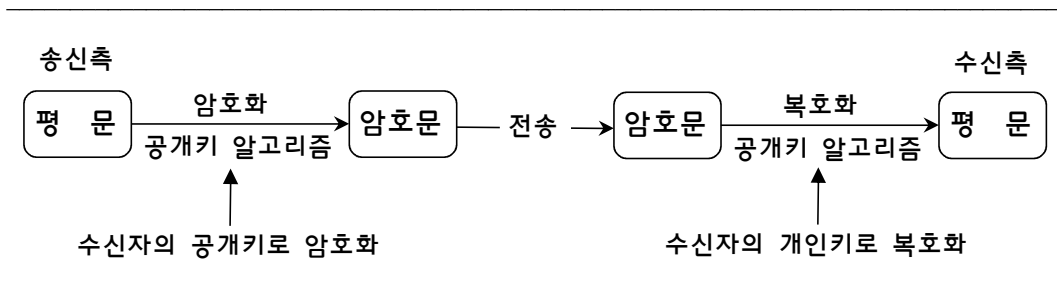 송신측 수신측
평 문 암호화 암호문 전송 암호문 복호화 평 문
공개키 알고리즘 공개키 알고리즘
수신자의 공개키로 암호화 수신자의 개인키로 복호화